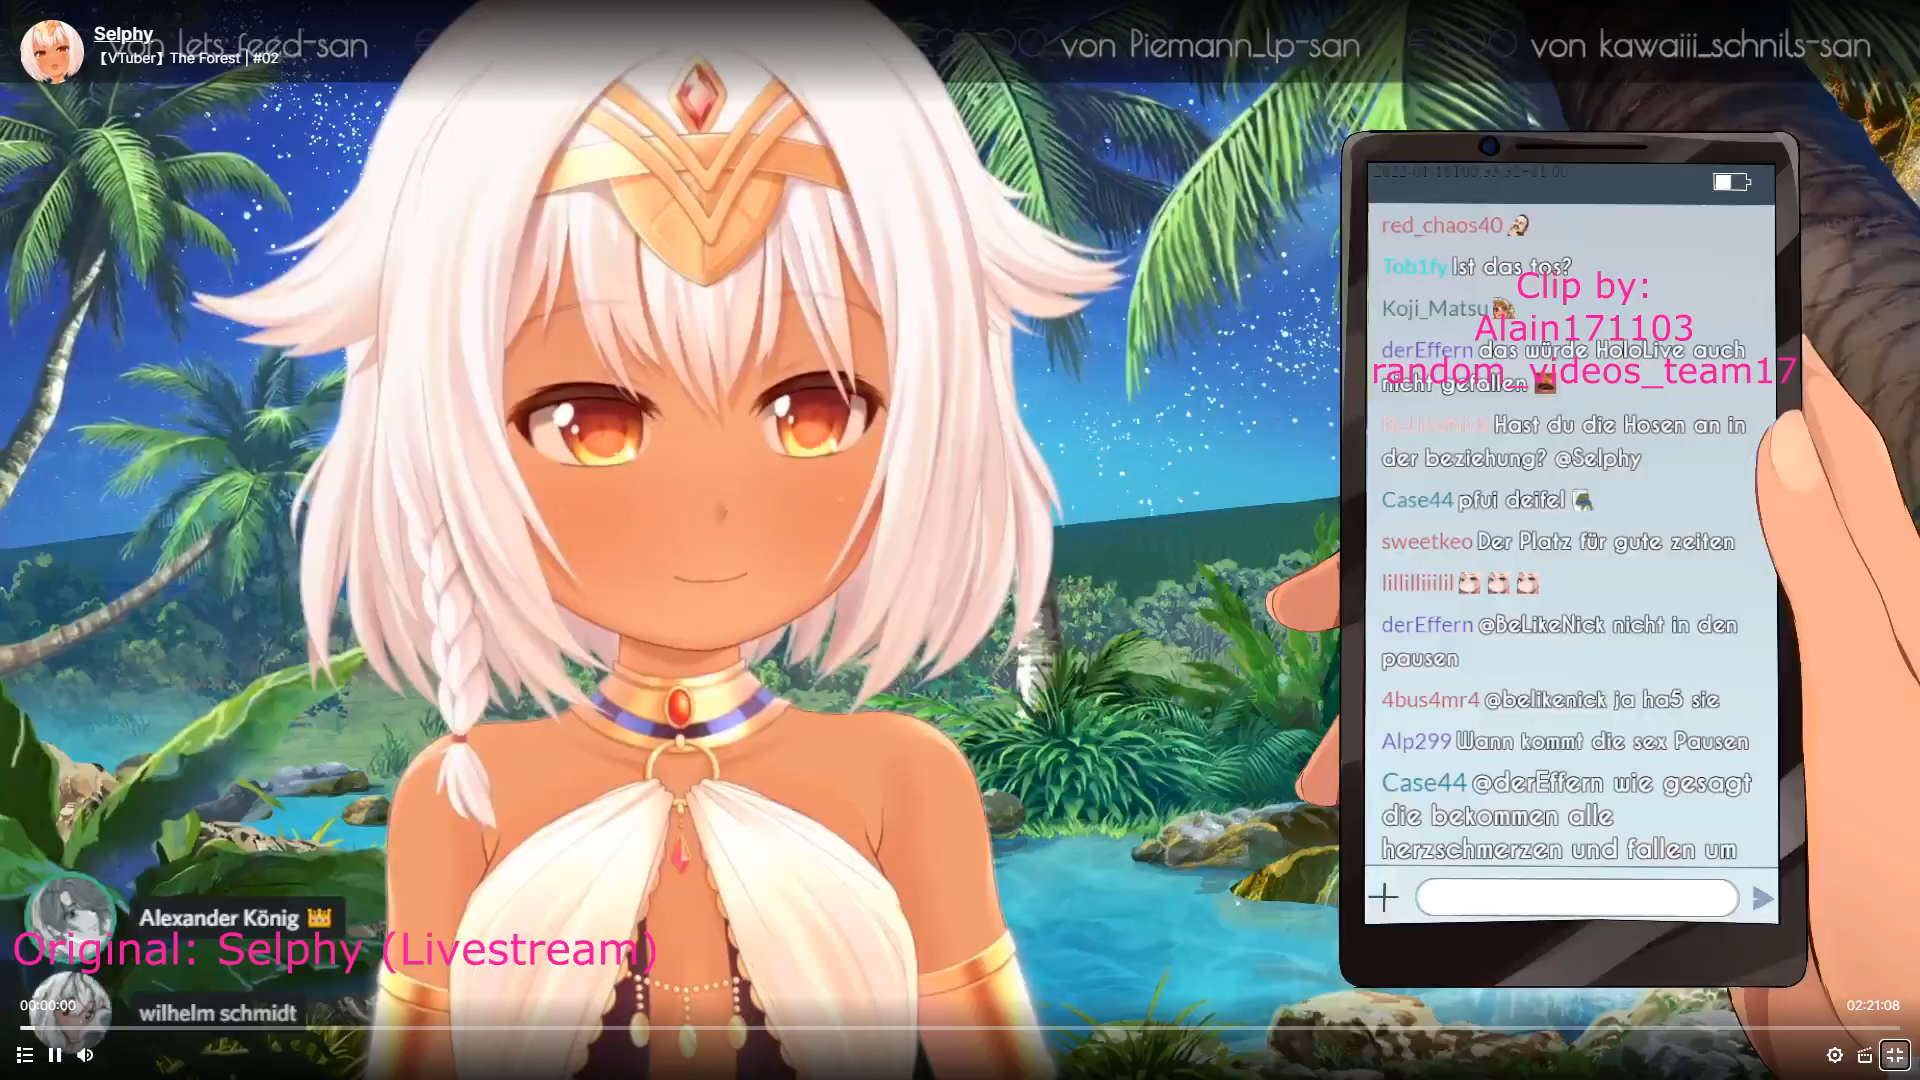 Selphy
von lets_feed-san
von Piemann_lp-san
von kawaiii_schnils-san
【VTuber】The Forest | #02
red_chaos40
Tob1fy Ist das tos?
Clip by:
Koji_Matsu
Alain171103
derEffern das würde HoloLive auch
nicht gefallen
random_videos_team17
BeLikeNick Hast du die Hosen an in
der beziehung? @Selphy
Case44 pfui deifel
sweetkeo Der Platz für gute zeiten
lillilliiilil
derEffern @BeLikeNick nicht in den
pausen
4bus4mr4 @belikenick ja ha5 sie
Alp299 Wann kommt die sex Pausen
Case44 @derEffern wie gesagt
die bekommen alle
herzschmerzen und fallen um
Alexander König
Original: Selphy (Livestream)
00:00:00
02:21:08
wilhelm schmidt